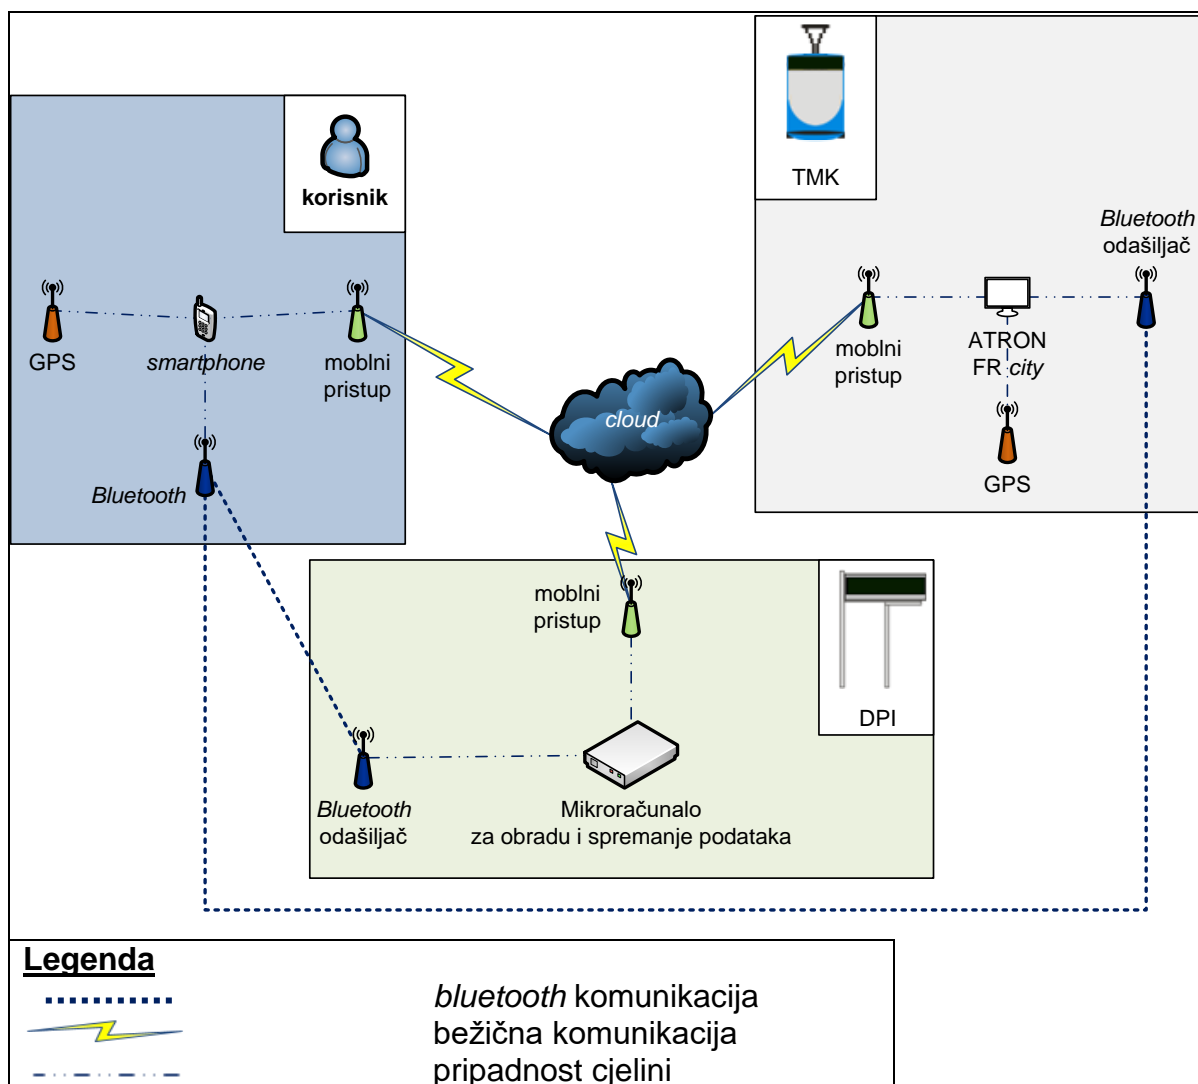 TMK
korisnik
Bluetooth
odašiljač
GPS
smartphone
moblni
pristup
moblni
pristup
ATRON
FR city
cloud
GPS
Bluetooth
moblni
pristup
DPI
Bluetooth
odašiljač
Mikroračunalo
za obradu i spremanje podataka
Legenda
bluetooth komunikacija
bežična komunikacija
pripadnost cjelini